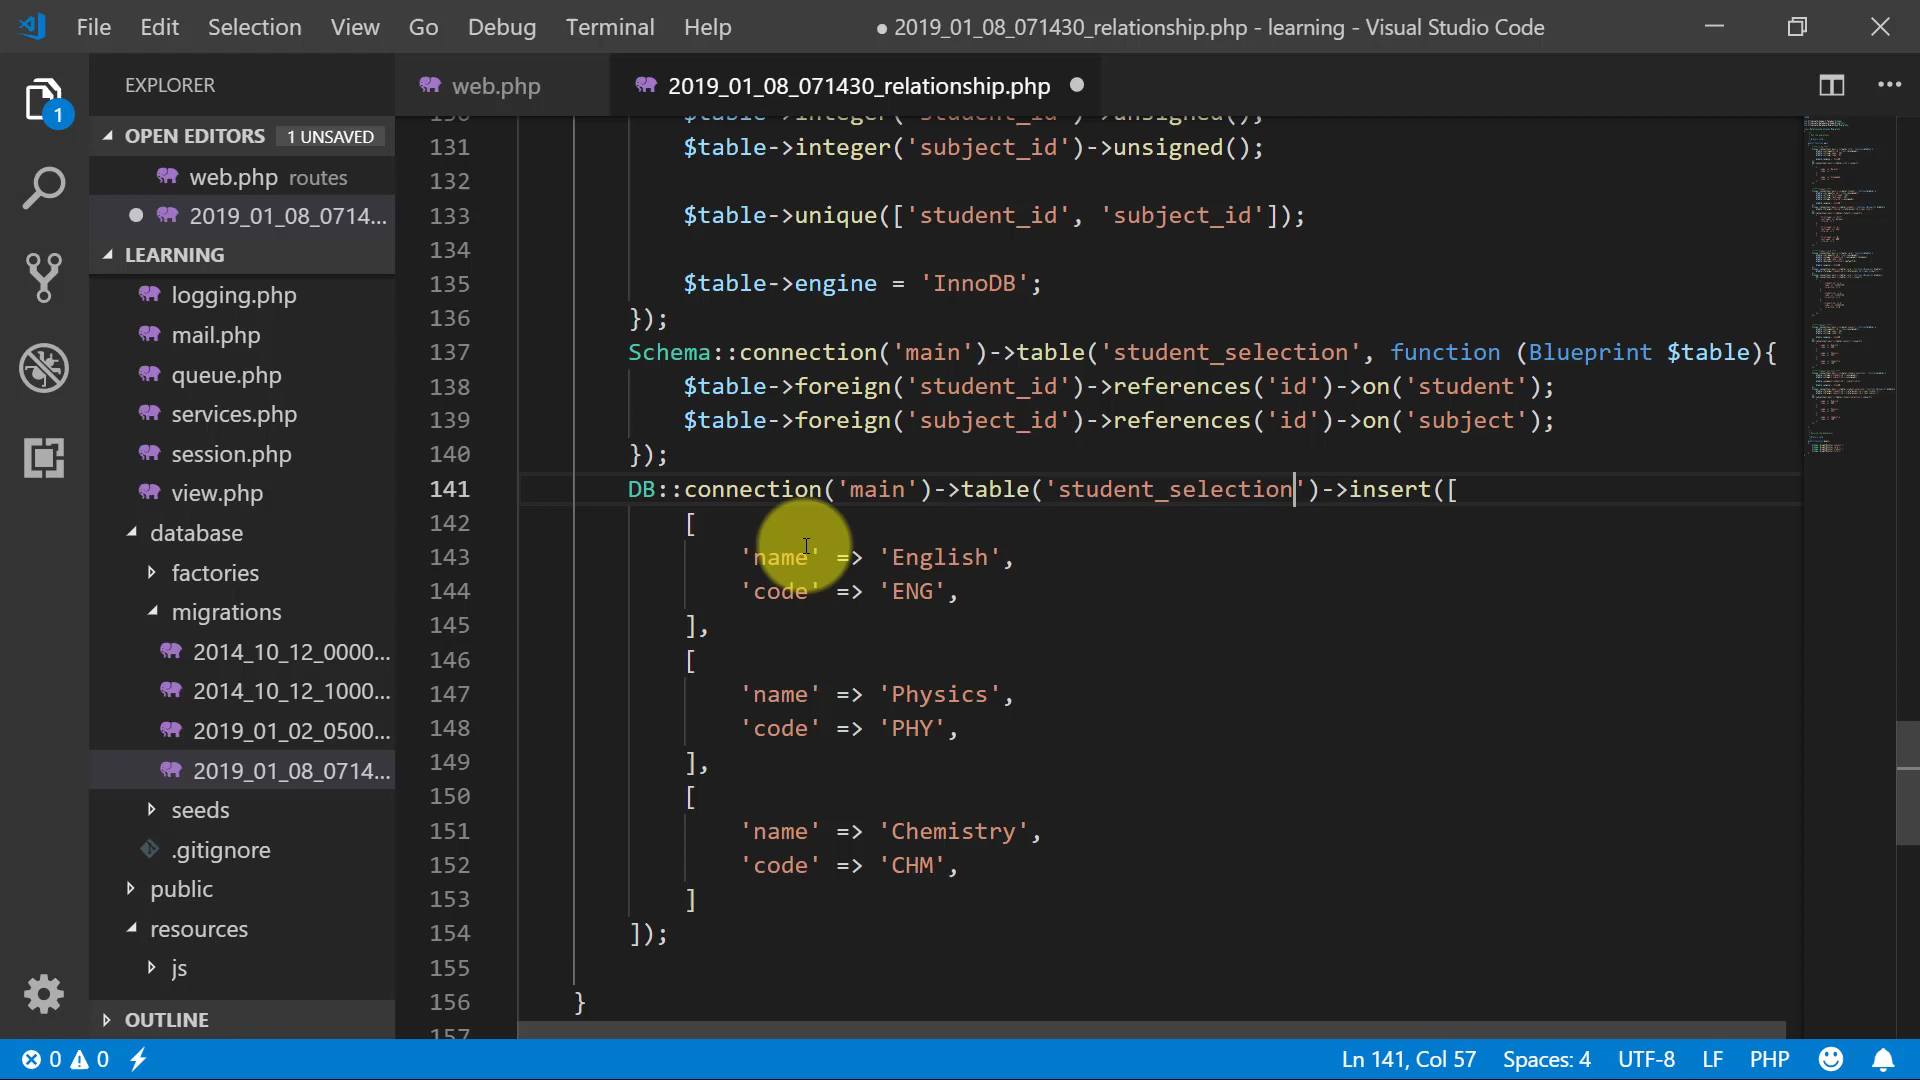 File Edit Selection View Go Debug Terminal Help ● 2019_01_08_071430_relationship.php - learning - Visual Studio Code
EXPLORER
web.php
2019_01_08_071430_relationship.php
1
OPEN EDITORS 1 UNSAVED
web.php routes
2019_01_08_0714...
LEARNING
logging.php
mail.php
queue.php
services.php
session.php
view.php
database
factories
migrations
2014_10_12_0000...
2014_10_12_1000...
2019_01_02_0500...
2019_01_08_0714...
seeds
.gitignore
public
resources
js
OUTLINE
130 $table->integer('student_id')->unsigned();
131 $table->integer('subject_id')->unsigned();
132
133 $table->unique(['student_id', 'subject_id']);
134
135 $table->engine = 'InnoDB';
136 });
137 Schema::connection('main')->table('student_selection', function (Blueprint $table){
138 $table->foreign('student_id')->references('id')->on('student');
139 $table->foreign('subject_id')->references('id')->on('subject');
140 });
141 DB::connection('main')->table('student_selection')->insert([
142 [
143 'name' => 'English',
144 'code' => 'ENG',
145 ],
146 [
147 'name' => 'Physics',
148 'code' => 'PHY',
149 ],
150 [
151 'name' => 'Chemistry',
152 'code' => 'CHM',
153 ]
154 ]);
155
156 }
157
0 0 Ln 141, Col 57 Spaces: 4 UTF-8 LF PHP